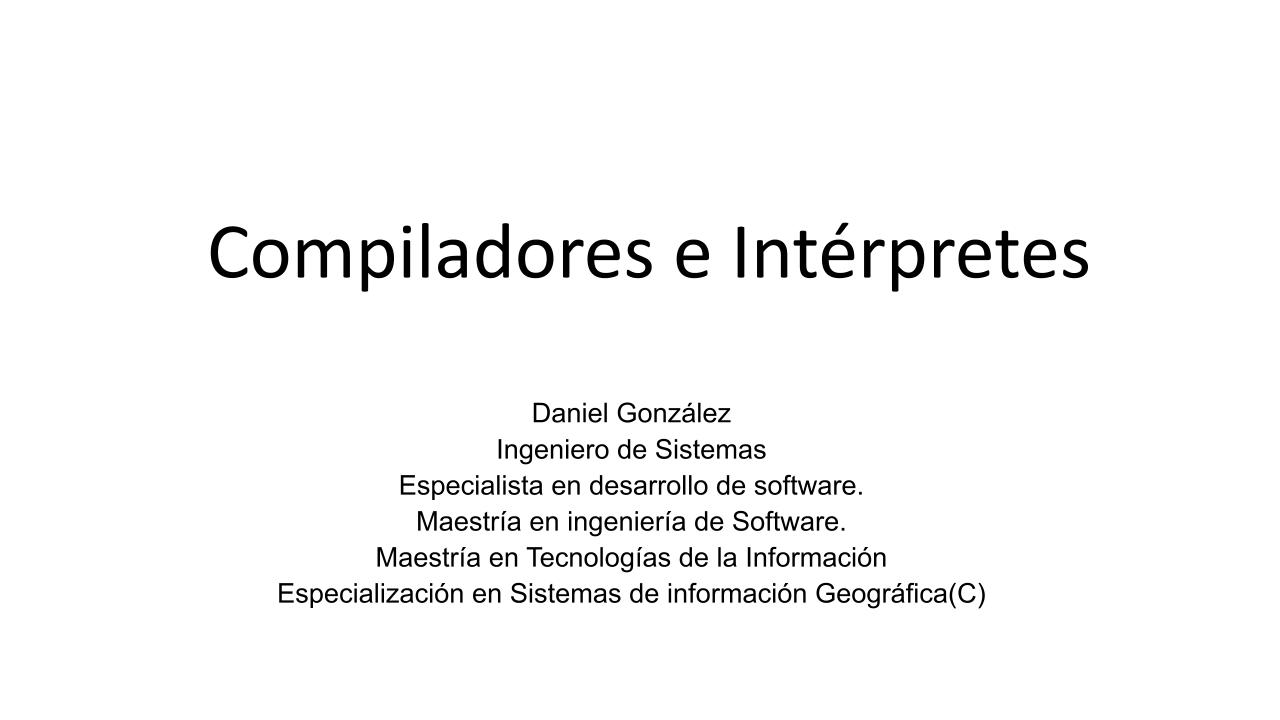 Compiladores e Intérpretes
Daniel González
Ingeniero de Sistemas
Especialista en desarrollo de software.
Maestría en ingeniería de Software.
Maestría en Tecnologías de la Información
Especialización en Sistemas de información Geográfica(C)